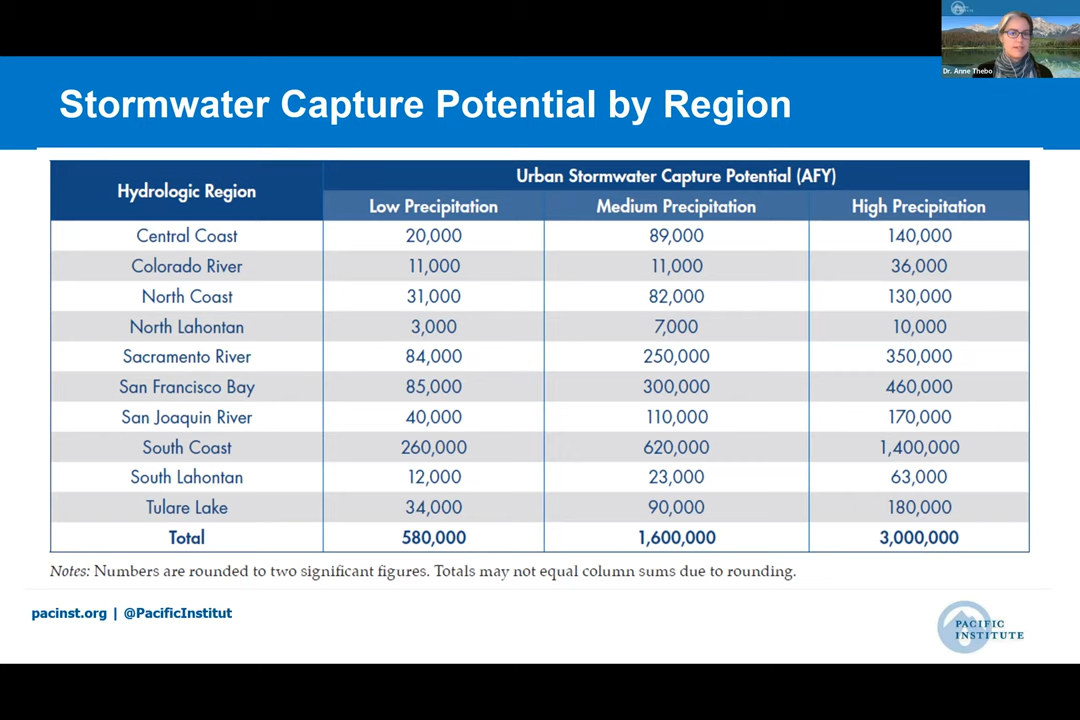 Dr. Anne Thebo
Stormwater Capture Potential by Region
Hydrologic Region
Urban Stormwater Capture Potential (AFY)
Low Precipitation Medium Precipitation High Precipitation
Central Coast 20,000 89,000 140,000
Colorado River 11,000 11,000 36,000
North Coast 31,000 82,000 130,000
North Lahontan 3,000 7,000 10,000
Sacramento River 84,000 250,000 350,000
San Francisco Bay 85,000 300,000 460,000
San Joaquin River 40,000 110,000 170,000
South Coast 260,000 620,000 1,400,000
South Lahontan 12,000 23,000 63,000
Tulare Lake 34,000 90,000 180,000
Total 580,000 1,600,000 3,000,000
Notes: Numbers are rounded to two significant figures. Totals may not equal column sums due to rounding.
pacinst.org | @PacificInstitut
PACIFIC
INSTITUTE